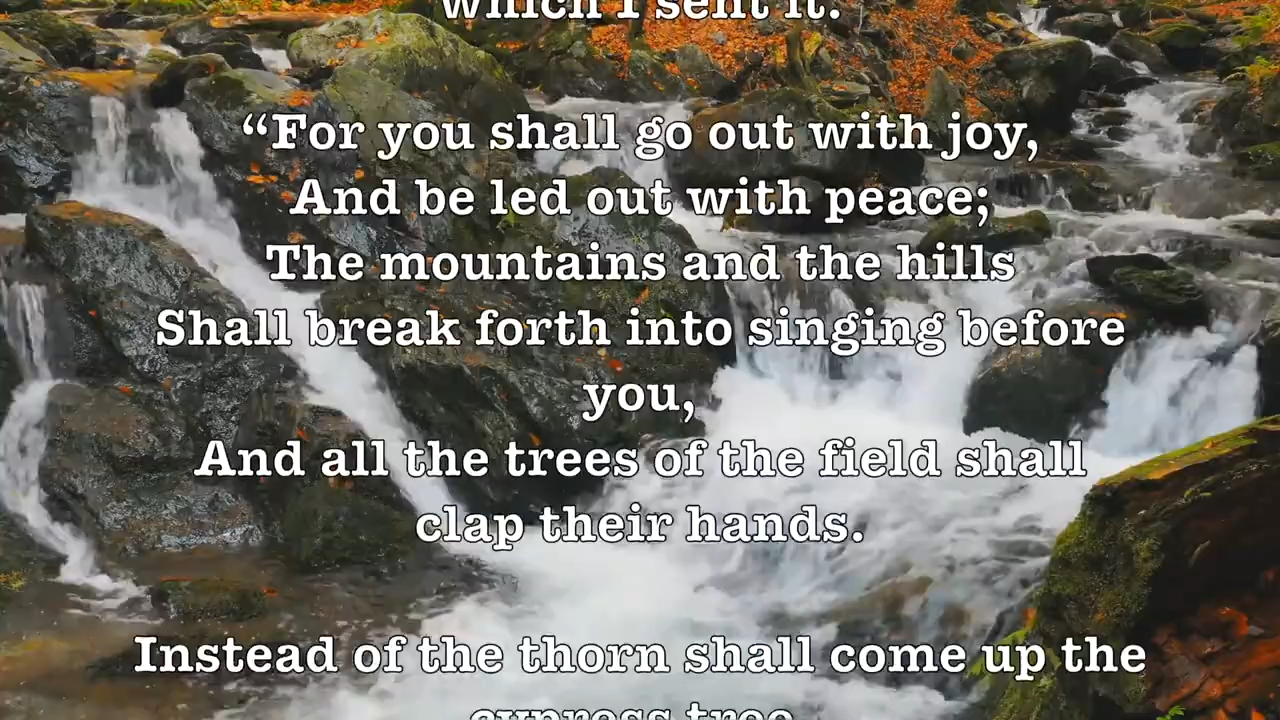 which I sent it.
“For you shall go out with joy,
And be led out with peace;
The mountains and the hills
Shall break forth into singing before
you,
And all the trees of the field shall
clap their hands.
Instead of the thorn shall come up the
cypress tree,